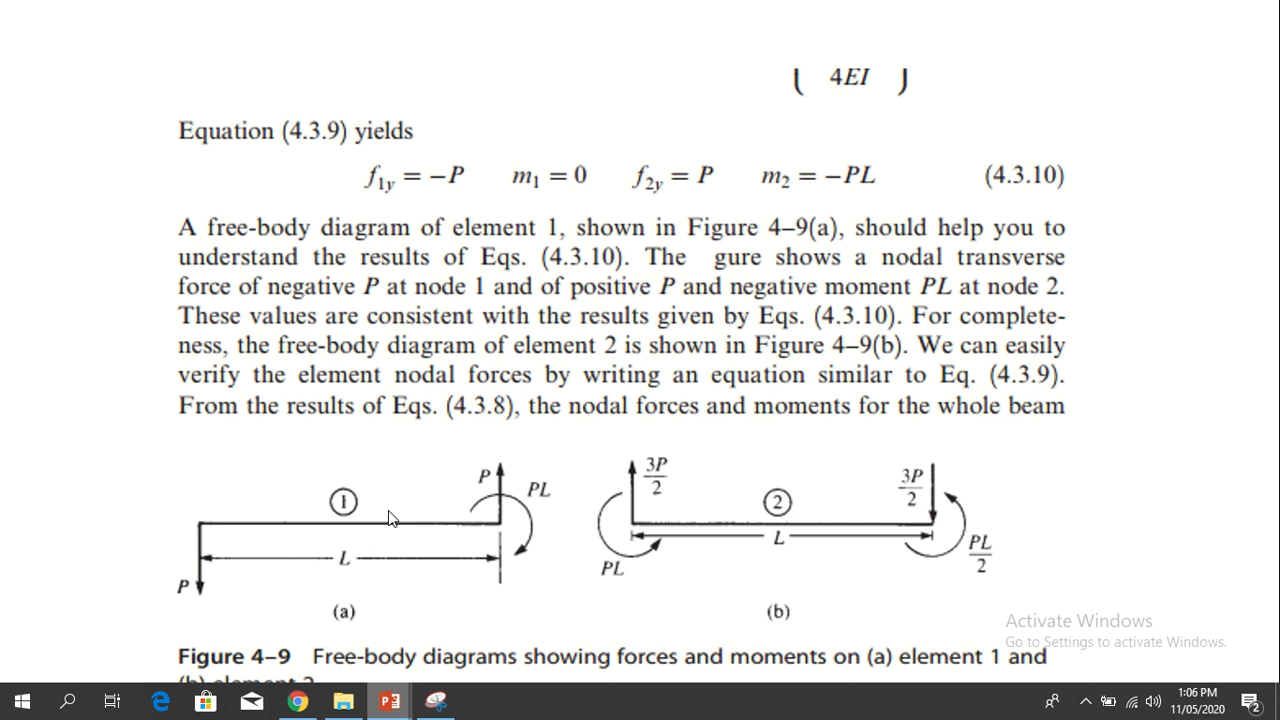 ( 4EI )
Equation (4.3.9) yields
f1y = −P m1 = 0 f2y = P m2 = −PL (4.3.10)
A free-body diagram of element 1, shown in Figure 4–9(a), should help you to
understand the results of Eqs. (4.3.10). The gure shows a nodal transverse
force of negative P at node 1 and of positive P and negative moment PL at node 2.
These values are consistent with the results given by Eqs. (4.3.10). For complete-
ness, the free-body diagram of element 2 is shown in Figure 4–9(b). We can easily
verify the element nodal forces by writing an equation similar to Eq. (4.3.9).
From the results of Eqs. (4.3.8), the nodal forces and moments for the whole beam
P
PL
1
L
P
(a)
3P/2
3P/2
2
L
PL
PL/2
(b)
Activate Windows
Go to Settings to activate Windows.
Figure 4–9 Free-body diagrams showing forces and moments on (a) element 1 and
1:06 PM
11/05/2020
2